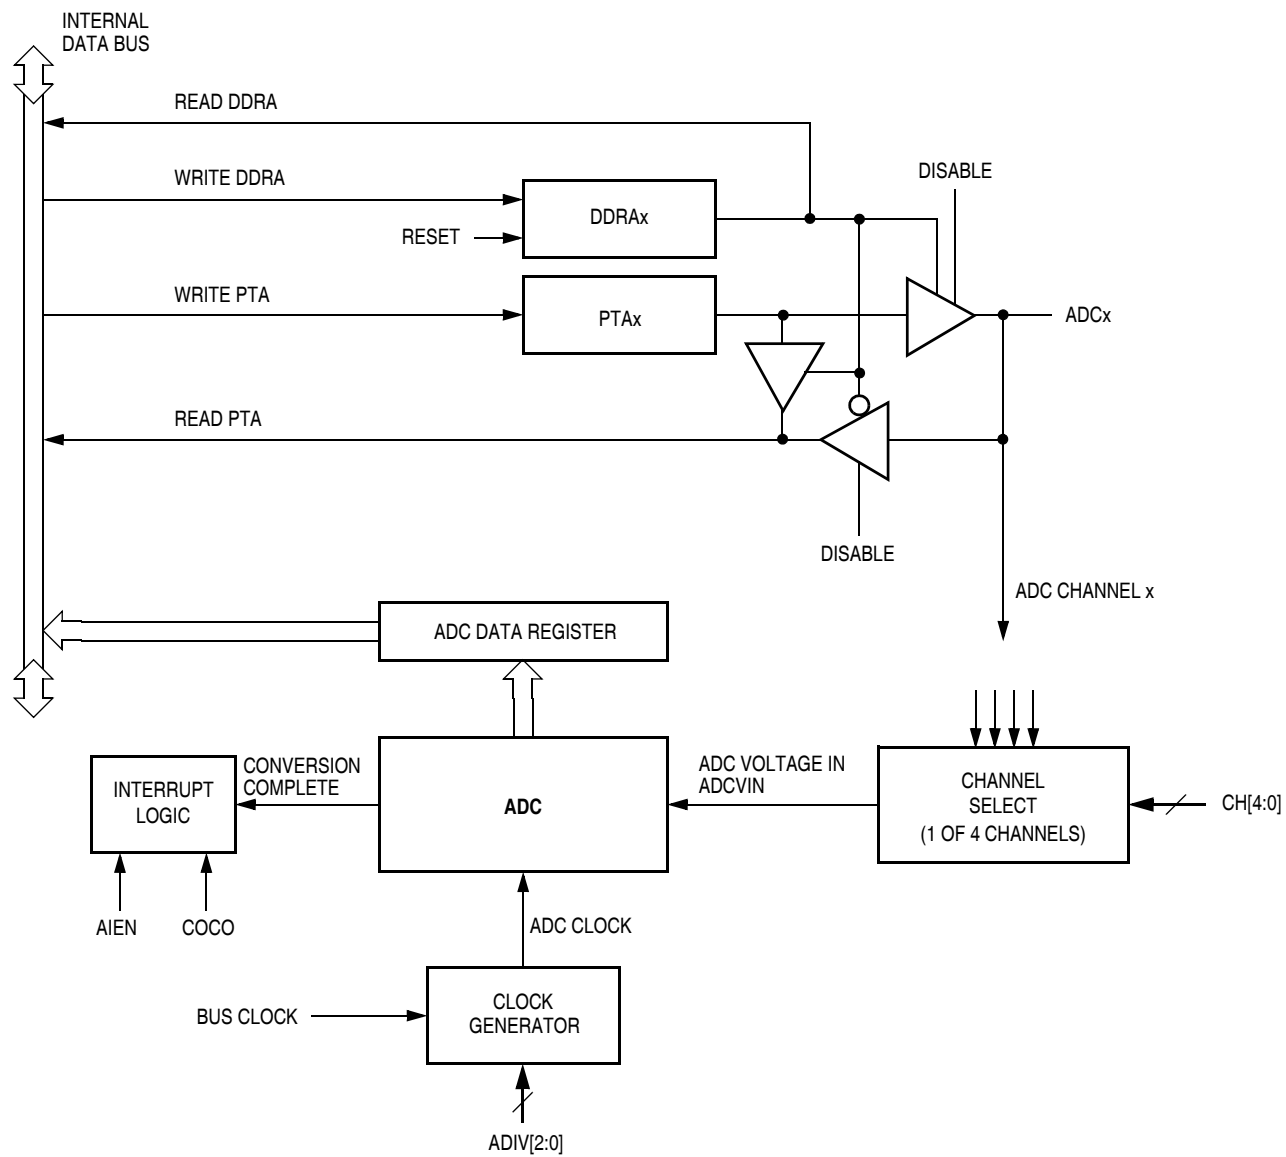 INTERNAL
DATA BUS
READ DDRA
WRITE DDRA
DISABLE
DDRAx
RESET
WRITE PTA
PTAx
ADCx
READ PTA
DISABLE
ADC CHANNEL x
ADC DATA REGISTER
INTERRUPT
LOGIC
CONVERSION
COMPLETE
ADC
ADC VOLTAGE IN
ADCVIN
CHANNEL
SELECT
(1 OF 4 CHANNELS)
CH[4:0]
AIEN
COCO
ADC CLOCK
BUS CLOCK
CLOCK
GENERATOR
ADIV[2:0]